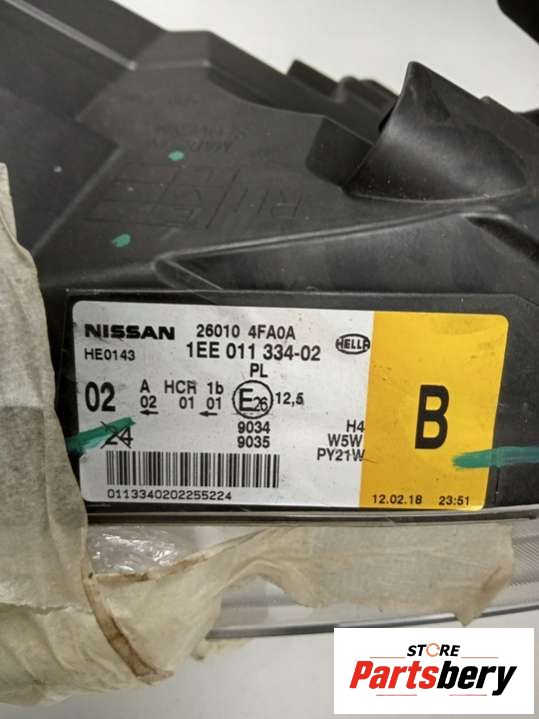 NISSAN 26010 4FA0A
HE0143 1EE 011 334-02 HELLA
PL
02 A HCR 1b E26 12,5
02 01 01
24 9034 H4
9035 W5W
PY21W
B
0113340202255224
12.02.18 23:51
STORE
Partsbery